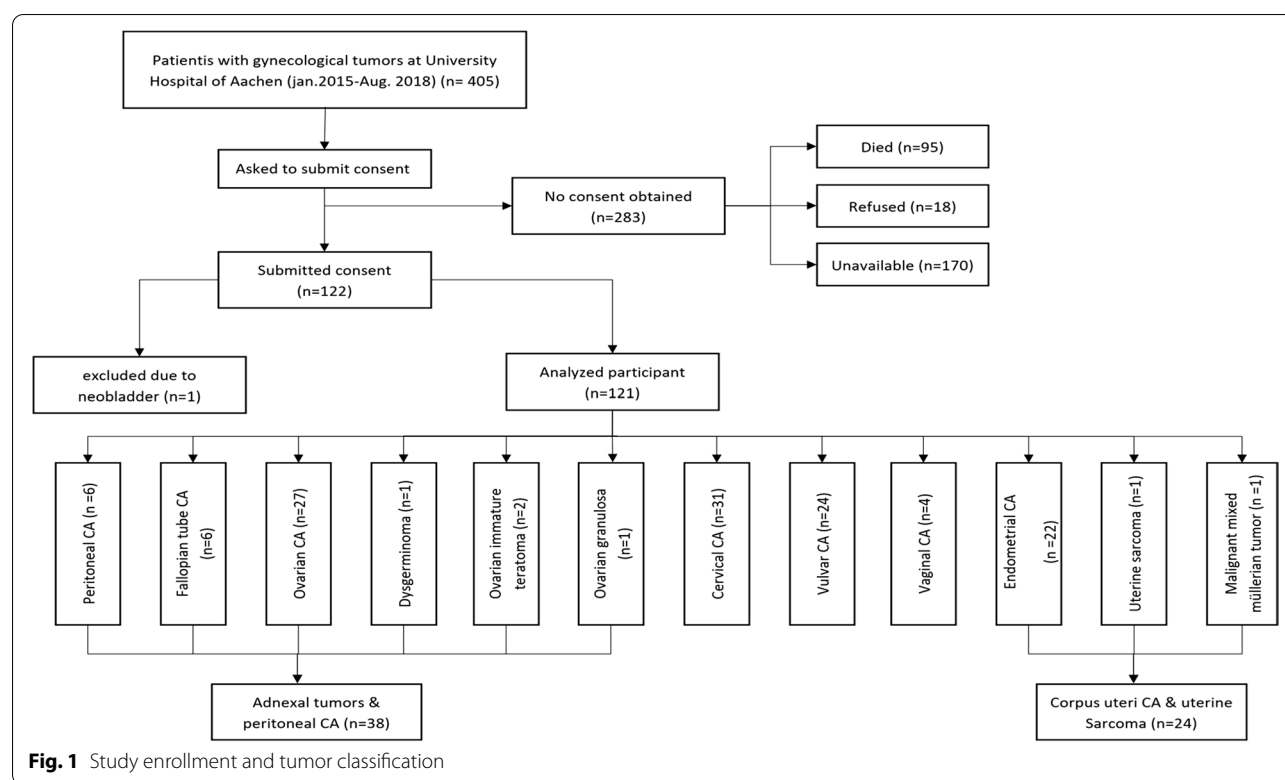 Patientis with gynecological tumors at University
Hospital of Aachen (jan.2015-Aug. 2018) (n= 405)
Asked to submit consent
No consent obtained
(n=283)
Died (n=95)
Refused (n=18)
Unavailable (n=170)
Submitted consent
(n=122)
excluded due to
neobladder (n=1)
Analyzed participant
(n=121)
Peritoneal CA (n =6)
Fallopian tube CA
(n=6)
Ovarian CA (n=27)
Dysgerminoma (n=1)
Ovarian immature
teratoma (n=2)
Ovarian granulosa
(n=1)
Cervical CA (n=31)
Vulvar CA (n=24)
Vaginal CA (n=4)
Endometrial CA
(n =22)
Uterine sarcoma (n=1)
Malignant mixed
müllerian tumor (n =1)
Adnexal tumors &
peritoneal CA (n=38)
Corpus uteri CA & uterine
Sarcoma (n=24)
Fig. 1 Study enrollment and tumor classification